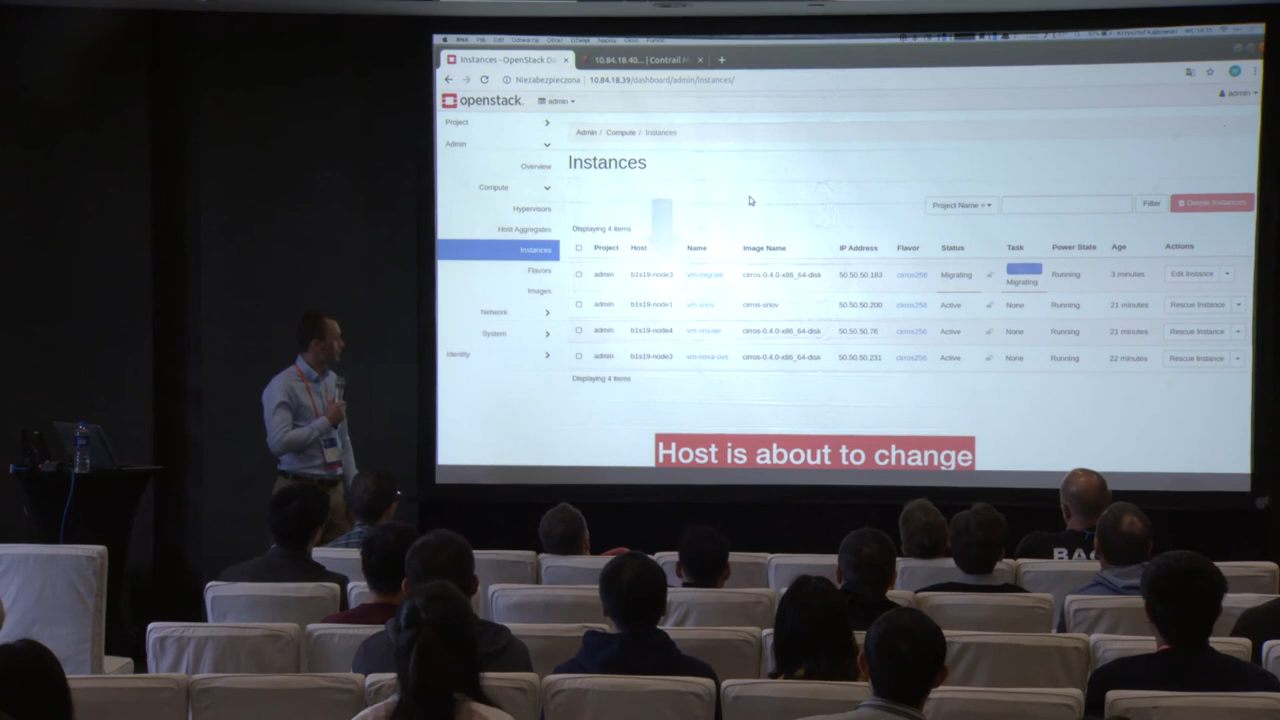 Instances - OpenStack Da × 10.84.18.40... | Contrail × +
Niezabezpieczona | 10.84.18.39/dashboard/admin/instances/
openstack. admin
admin
Project
Admin
Overview
Compute
Hypervisors
Host Aggregates
Instances
Flavors
Images
Network
System
Identity
Admin / Compute / Instances
Instances
Project Name = Filter Delete Instances
Displaying 4 items
Project Host Name Image Name IP Address Flavor Status Task Power State Age Actions
admin b1s19-node3 vm-migrate cirros-0.4.0-x86_64-disk 50.50.50.183 cirros256 Migrating Migrating Running 3 minutes Edit Instance
admin b1s19-node1 vm-sriov cirros-sriov 50.50.50.200 cirros256 Active None Running 21 minutes Rescue Instance
admin b1s19-node4 vm-vrouter cirros-0.4.0-x86_64-disk 50.50.50.76 cirros256 Active None Running 21 minutes Rescue Instance
admin b1s19-node3 vm-nova-ovs cirros-0.4.0-x86_64-disk 50.50.50.231 cirros256 Active None Running 22 minutes Rescue Instance
Displaying 4 items
Host is about to change